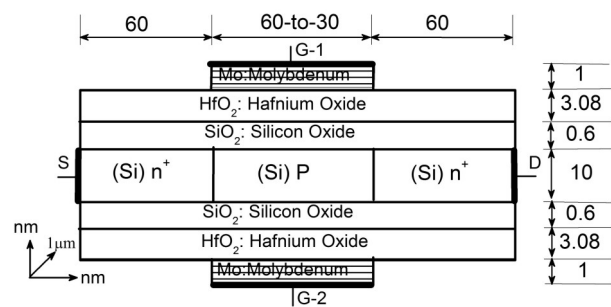 60 60-to-30 60
G-1
Mo:Molybdenum 1
HfO₂: Hafnium Oxide 3.08
SiO₂: Silicon Oxide 0.6
S (Si) n⁺ (Si) P (Si) n⁺ D 10
SiO₂: Silicon Oxide 0.6
nm HfO₂: Hafnium Oxide 3.08
1μm
nm Mo:Molybdenum 1
G-2